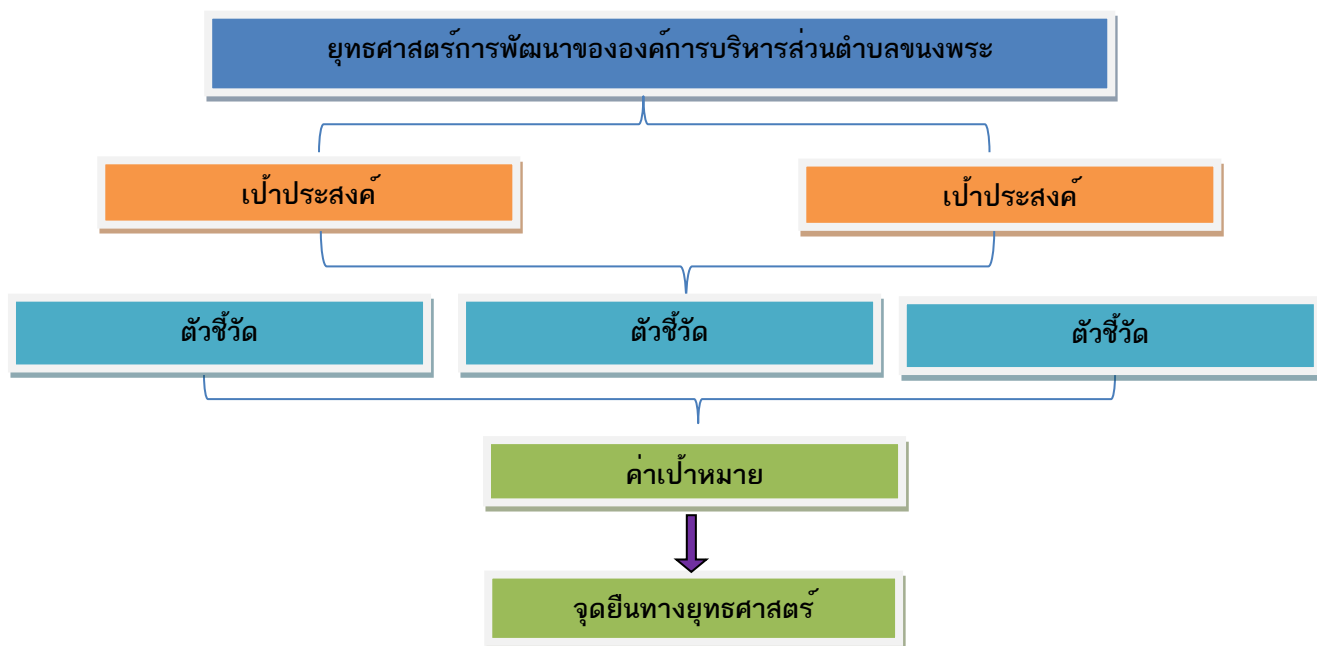 ยุทธศาสตร์การพัฒนาขององค์การบริหารส่วนตำบลขนงพระ
เป้าประสงค์
เป้าประสงค์
ตัวชี้วัด
ตัวชี้วัด
ตัวชี้วัด
ค่าเป้าหมาย
จุดยืนทางยุทธศาสตร์